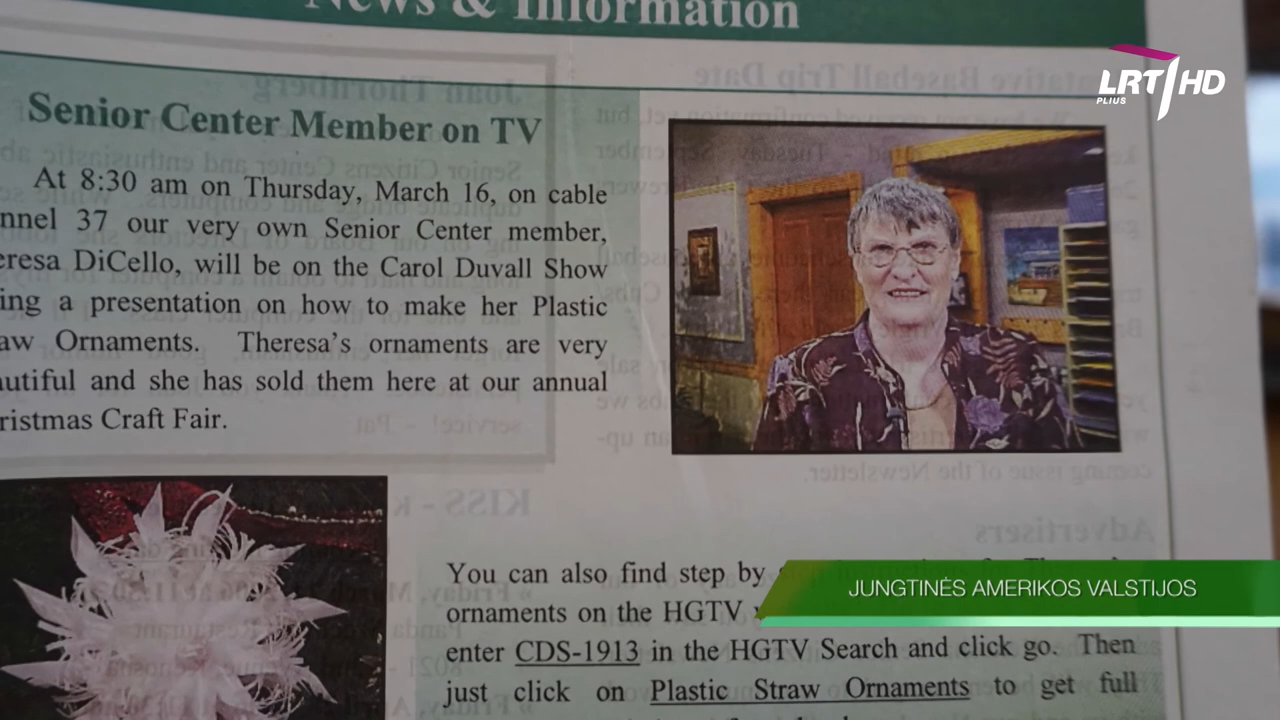 News & Information
LRT HD
PLIUS
Senior Center Member on TV
At 8:30 am on Thursday, March 16, on cable
nnel 37 our very own Senior Center member,
eresa DiCello, will be on the Carol Duvall Show
ing a presentation on how to make her Plastic
aw Ornaments. Theresa's ornaments are very
autiful and she has sold them here at our annual
ristmas Craft Fair.
You can also find step by
ornaments on the HGTV
enter CDS-1913 in the HGTV Search and click go. Then
just click on Plastic Straw Ornaments to get full
JUNGTINĖS AMERIKOS VALSTIJOS